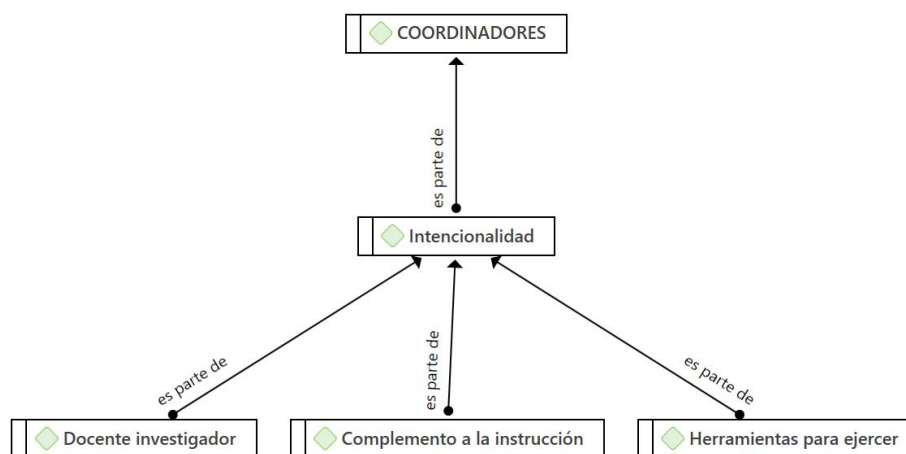 COORDINADORES
es parte de
Intencionalidad
es parte de
es parte de
es parte de
Docente investigador
Complemento a la instrucción
Herramientas para ejercer